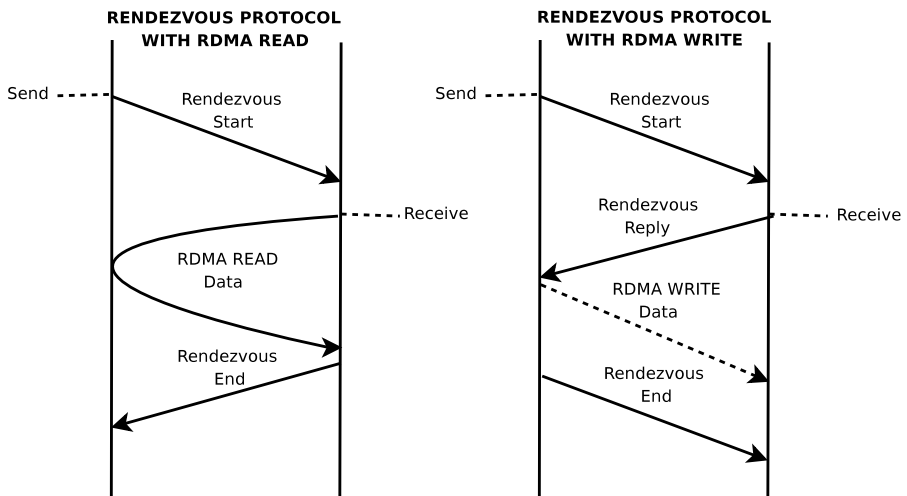 RENDEZVOUS PROTOCOL
WITH RDMA READ
Send
Rendezvous
Start
Receive
RDMA READ
Data
Rendezvous
End
RENDEZVOUS PROTOCOL
WITH RDMA WRITE
Send
Rendezvous
Start
Rendezvous
Reply
Receive
RDMA WRITE
Data
Rendezvous
End